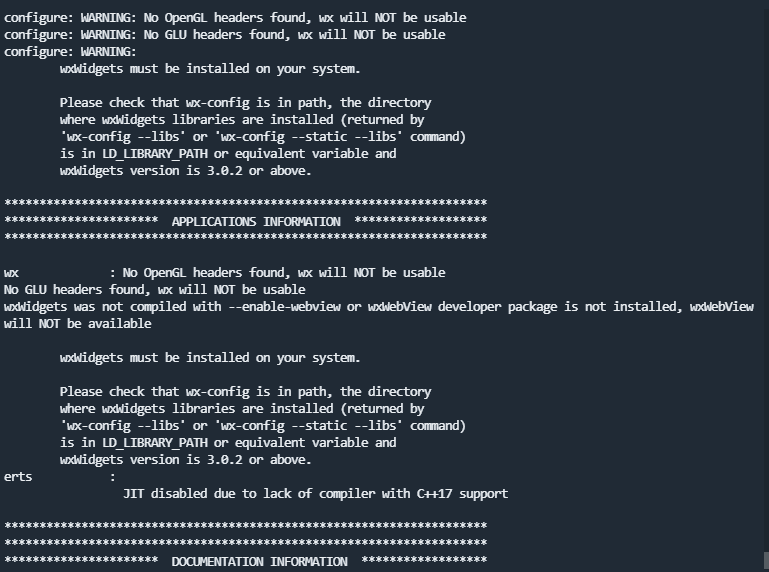 configure: WARNING: No OpenGL headers found, wx will NOT be usable
configure: WARNING: No GLU headers found, wx will NOT be usable
configure: WARNING:
        wxWidgets must be installed on your system.

        Please check that wx-config is in path, the directory
        where wxWidgets libraries are installed (returned by
        'wx-config --libs' or 'wx-config --static --libs' command)
        is in LD_LIBRARY_PATH or equivalent variable and
        wxWidgets version is 3.0.2 or above.

*********************************************************************
**********************  APPLICATIONS INFORMATION  *******************
*********************************************************************

wx             : No OpenGL headers found, wx will NOT be usable
No GLU headers found, wx will NOT be usable
wxWidgets was not compiled with --enable-webview or wxWebView developer package is not installed, wxWebView
will NOT be available

        wxWidgets must be installed on your system.

        Please check that wx-config is in path, the directory
        where wxWidgets libraries are installed (returned by
        'wx-config --libs' or 'wx-config --static --libs' command)
        is in LD_LIBRARY_PATH or equivalent variable and
        wxWidgets version is 3.0.2 or above.
erts           :
                 JIT disabled due to lack of compiler with C++17 support

*********************************************************************
*********************************************************************
**********************  DOCUMENTATION INFORMATION  ******************